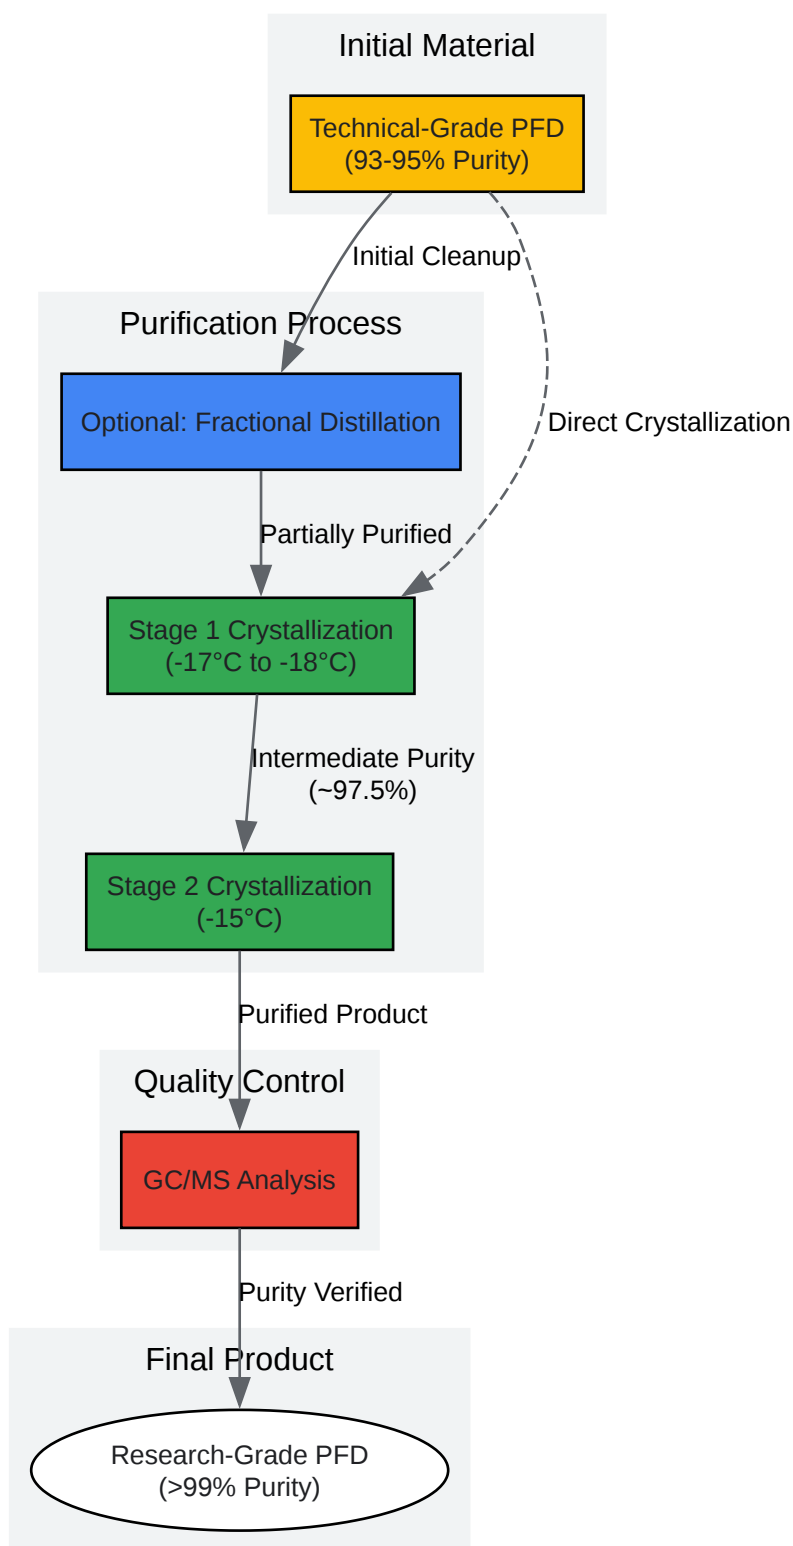 Initial Material
Technical-Grade PFD
(93-95% Purity)
Initial Cleanup
Purification Process
Optional: Fractional Distillation
Direct Crystallization
Partially Purified
Stage 1 Crystallization
(-17°C to -18°C)
Intermediate Purity
(~97.5%)
Stage 2 Crystallization
(-15°C)
Purified Product
Quality Control
GC/MS Analysis
Purity Verified
Final Product
Research-Grade PFD
(>99% Purity)